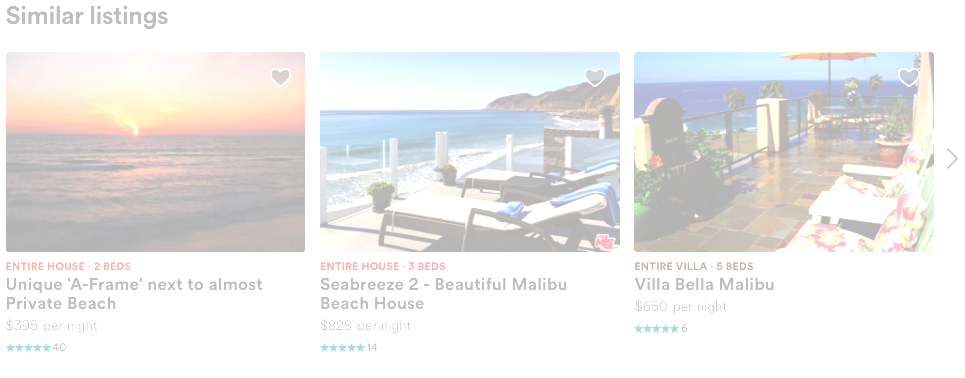 Similar listings
ENTIRE HOUSE · 2 BEDS
Unique 'A-Frame' next to almost
Private Beach
$395 per night
40
ENTIRE HOUSE · 3 BEDS
Seabreeze 2 - Beautiful Malibu
Beach House
$828 per night
14
ENTIRE VILLA · 5 BEDS
Villa Bella Malibu
$650 per night
6